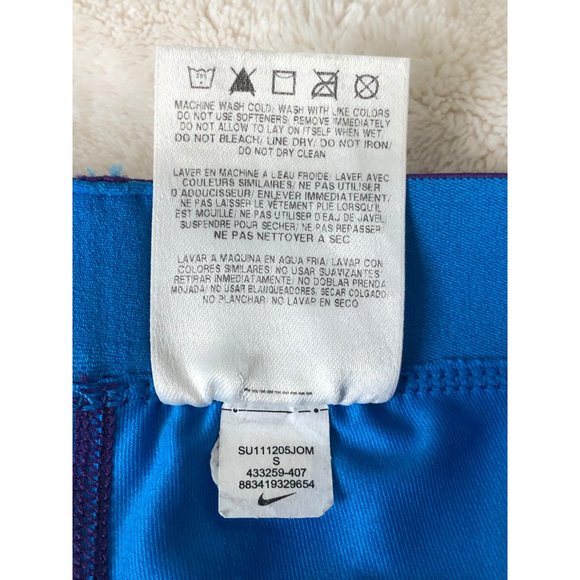 MACHINE WASH COLD/ WASH WITH LIKE COLORS
DO NOT USE SOFTENERS/ REMOVE IMMEDIATELY
DO NOT ALLOW TO LAY ON ITSELF WHEN WET
DO NOT BLEACH/ LINE DRY/ DO NOT IRON/
DO NOT DRY CLEAN
LAVER EN MACHINE À L'EAU FROIDE/ LAVER AVEC
COULEURS SIMILAIRES/ NE PAS UTILISER
D'ADOUCISSEUR/ ENLEVER IMMÉDIATEMENT/
NE PAS LAISSER LE VÊTEMENT PLIÉ LORSQU'IL
EST MOUILLÉ/ NE PAS UTILISER D'EAU DE JAVEL
SUSPENDRE POUR SÉCHER/ NE PAS REPASSER
NE PAS NETTOYER A SEC
LAVAR A MAQUINA EN AGUA FRIA/ LAVAR CON
COLORES SIMILARES/ NO USAR SUAVIZANTES
RETIRAR INMEDIATAMENTE/ NO DOBLAR PRENDA
MOJADA/ NO USAR BLANQUEADORES/ SECAR COLGADO/
NO PLANCHAR/ NO LAVAR EN SECO
SU111205JOM
S
433259-407
883419329654